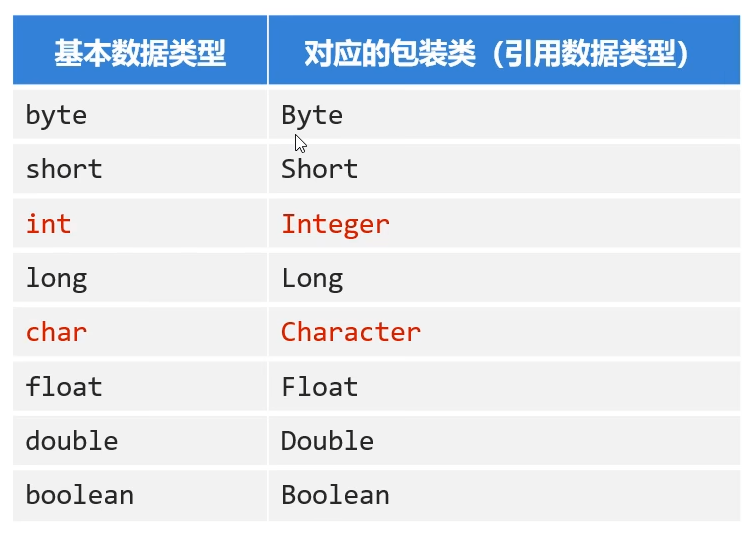 基本数据类型 对应的包装类（引用数据类型）
byte Byte
short Short
int Integer
long Long
char Character
float Float
double Double
boolean Boolean